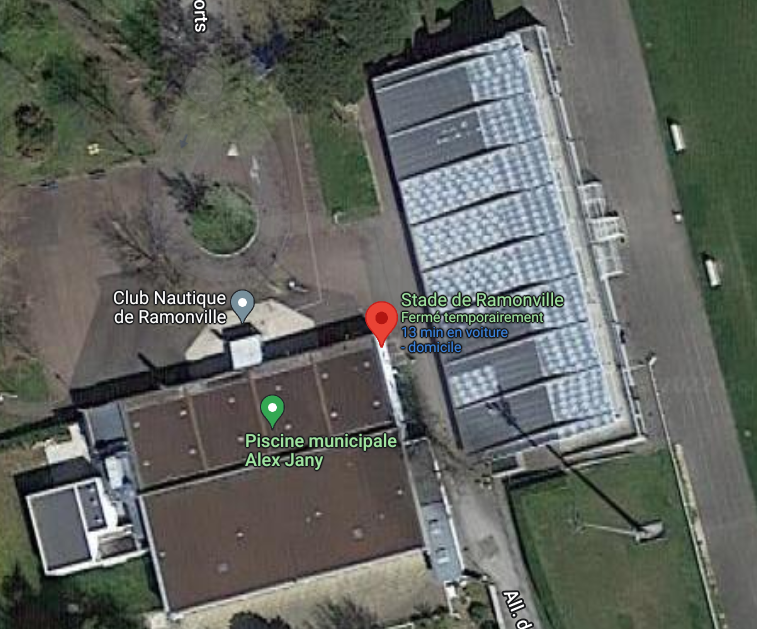 orts
Club Nautique
de Ramonville
Stade de Ramonville
Fermé temporairement
13 min en voiture
- domicile
Piscine municipale
Alex Jany
All. d